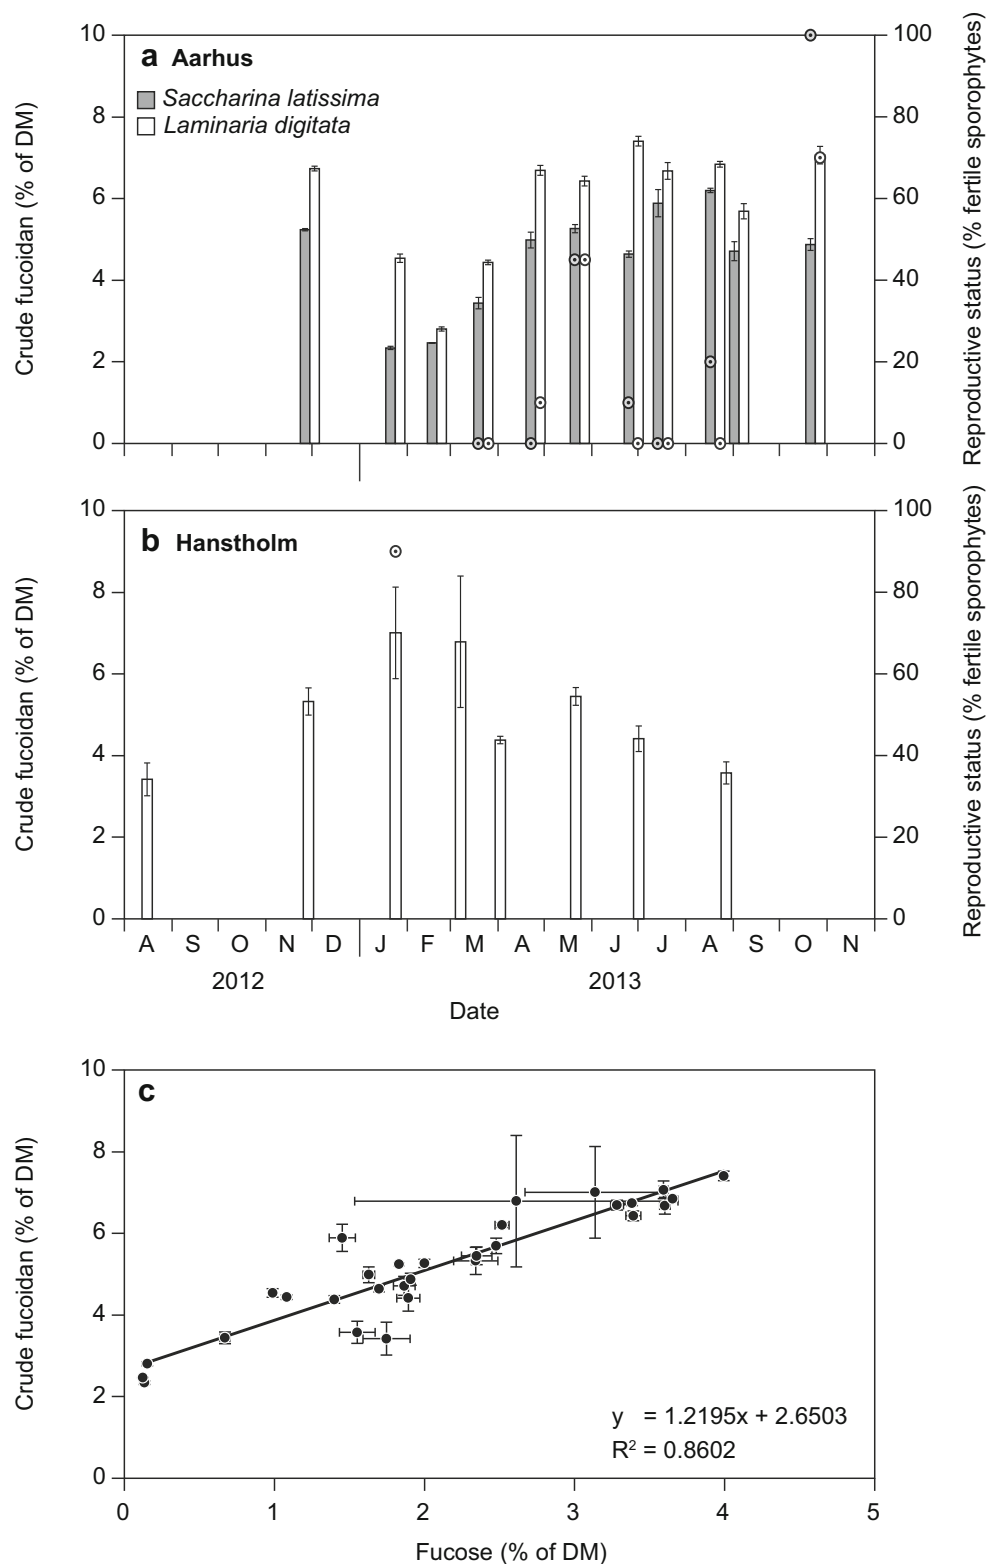 a Aarhus
Saccharina latissima
Laminaria digitata
Crude fucoidan (% of DM)
10
8
6
4
2
0
100
80
60
40
20
0
Reproductive status (% fertile sporophytes)
b Hanstholm
Crude fucoidan (% of DM)
10
8
6
4
2
0
100
80
60
40
20
0
Reproductive status (% fertile sporophytes)
A S O N D J F M A M J J A S O N
2012 2013
Date
c
Crude fucoidan (% of DM)
10
8
6
4
2
0
y = 1.2195x + 2.6503
R² = 0.8602
0 1 2 3 4 5
Fucose (% of DM)